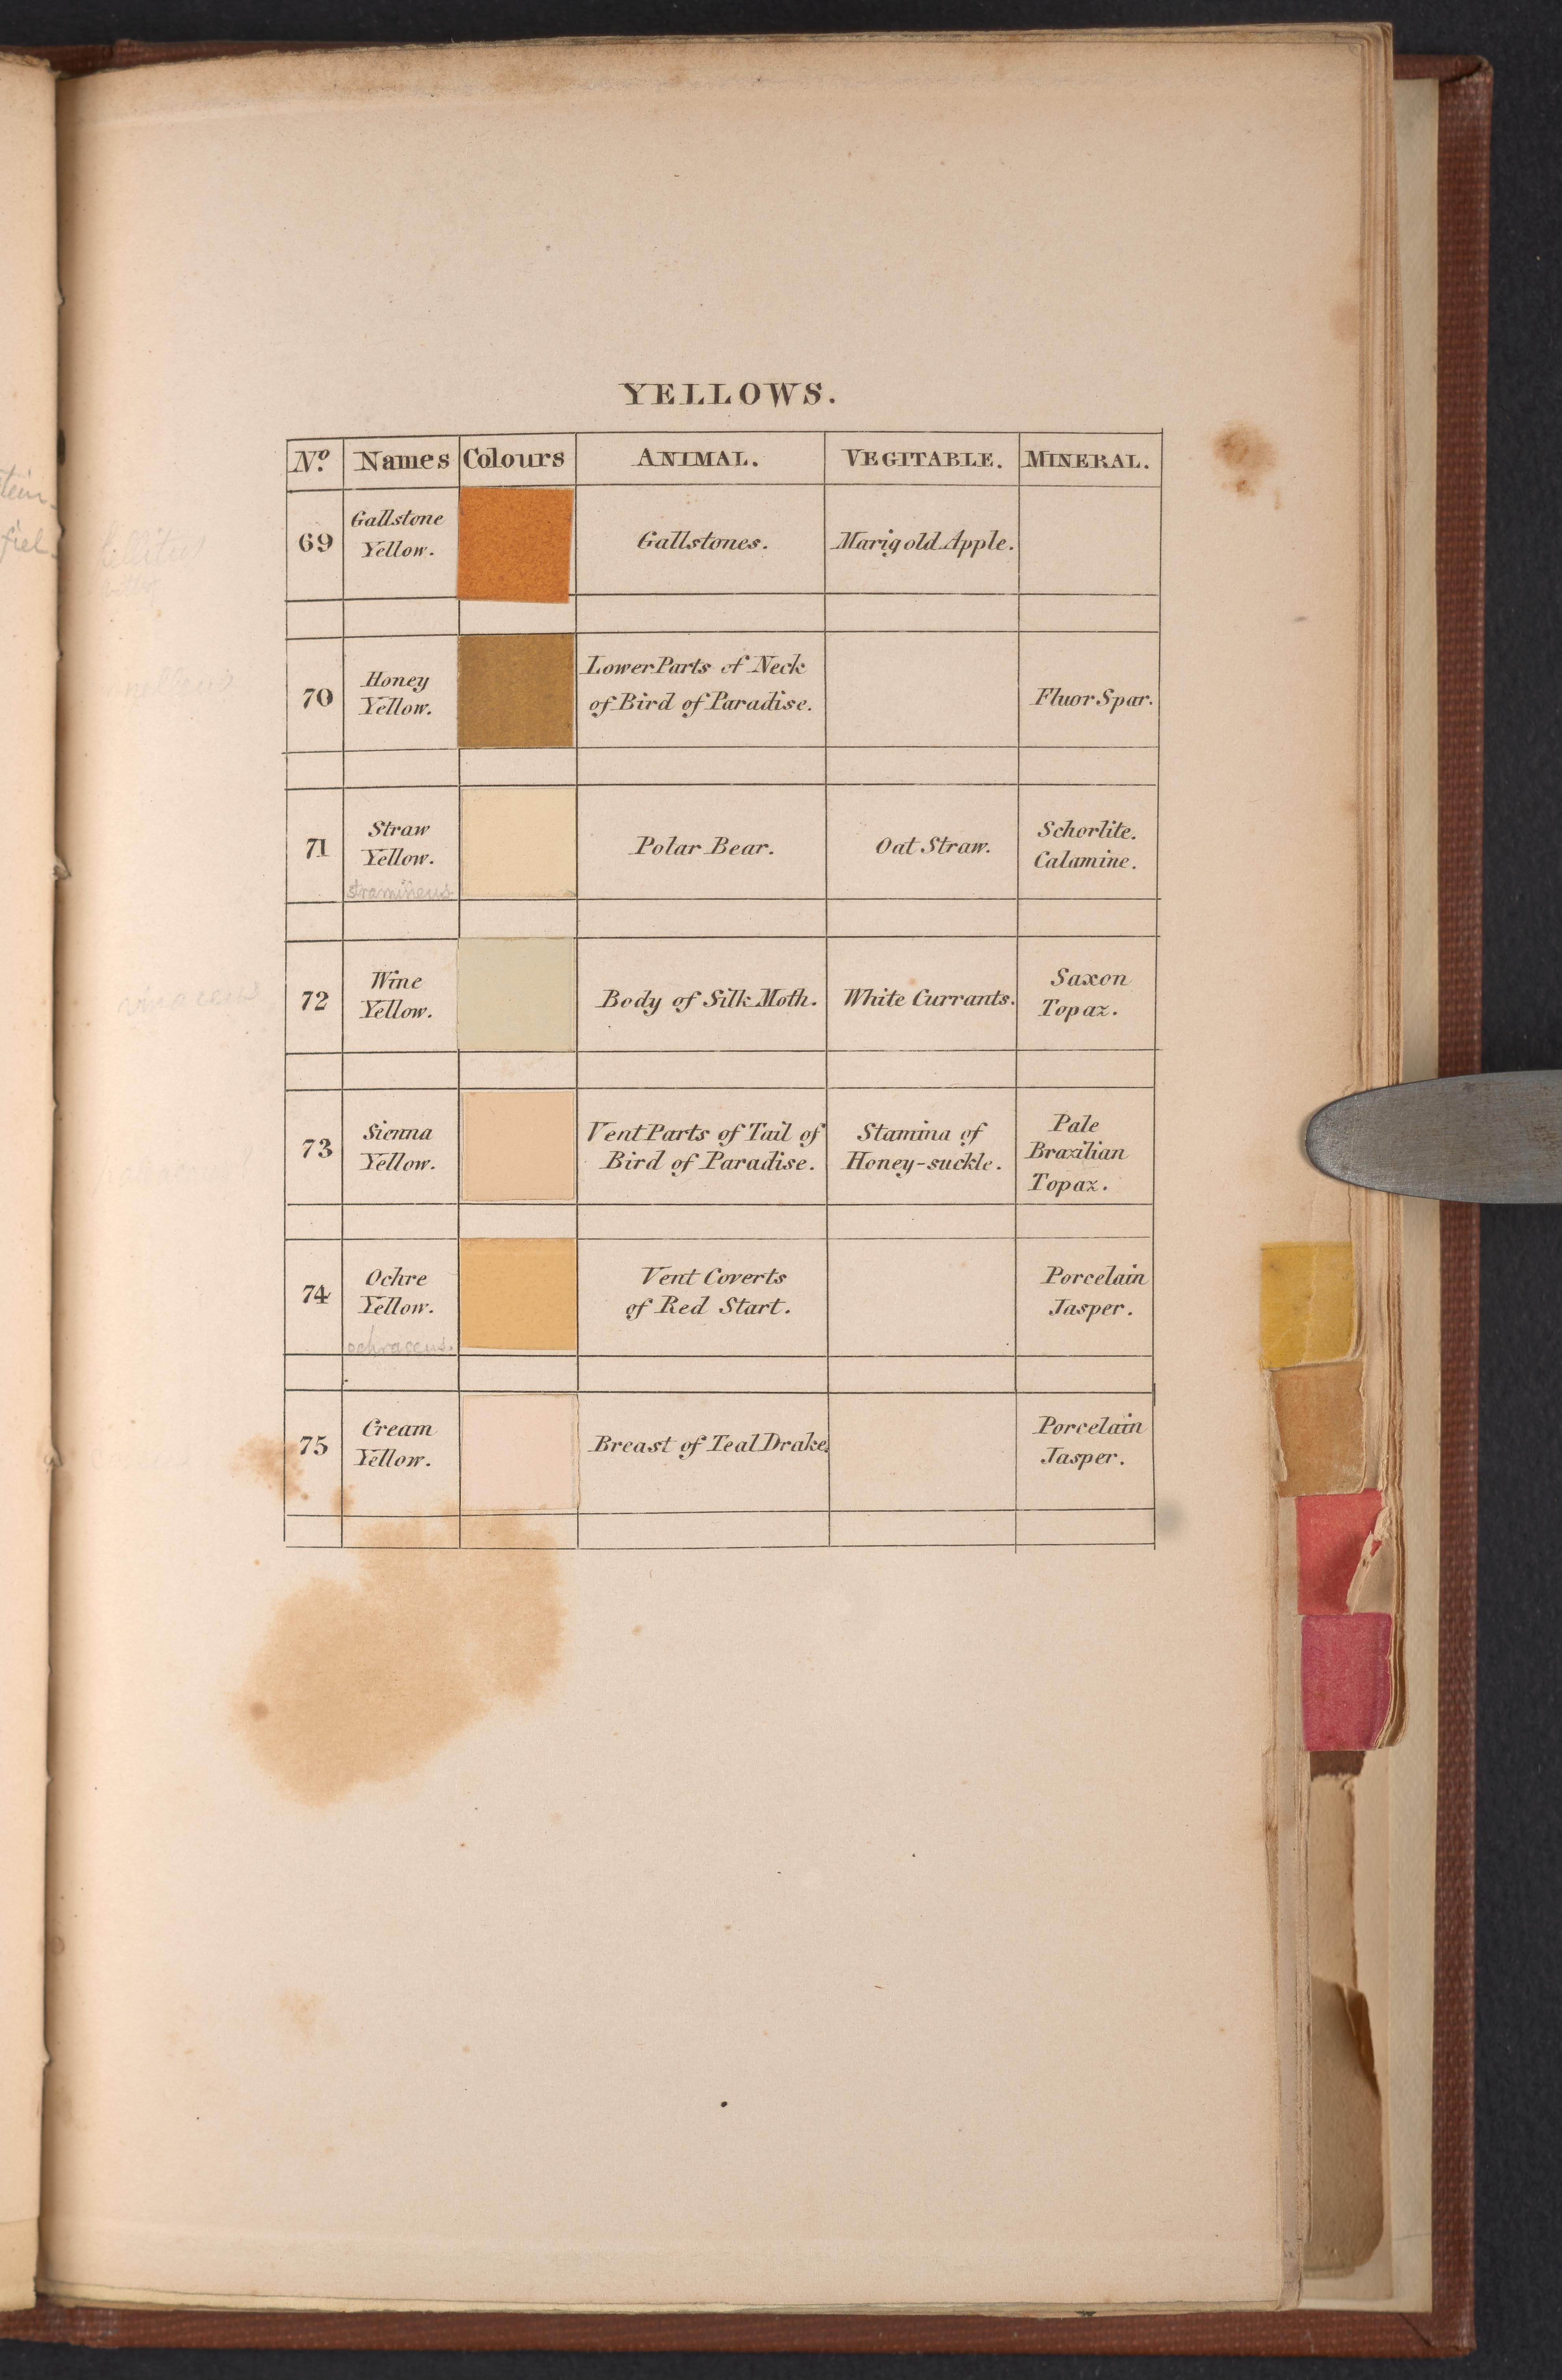 YELLOWS.
Nº. Names Colours ANIMAL. VEGITABLE. MINERAL.
69
Gallstone
Yellow.
Gallstones.
Marigold Apple.
70
Honey
Yellow.
Lower Parts of Neck
of Bird of Paradise.
Fluor Spar.
71
Straw
Yellow.
stramineus
Polar Bear.
Oat Straw.
Schorlite.
Calamine.
72
Wine
Yellow.
Body of Silk Moth.
White Currants.
Saxon
Topaz.
73
Sienna
Yellow.
Vent Parts of Tail of
Bird of Paradise.
Stamina of
Honey-suckle.
Pale
Brazilian
Topaz.
74
Ochre
Yellow.
ochraceus.
Vent Coverts
of Red Start.
Porcelain
Jasper.
75
Cream
Yellow.
Breast of Teal Drake.
Porcelain
Jasper.